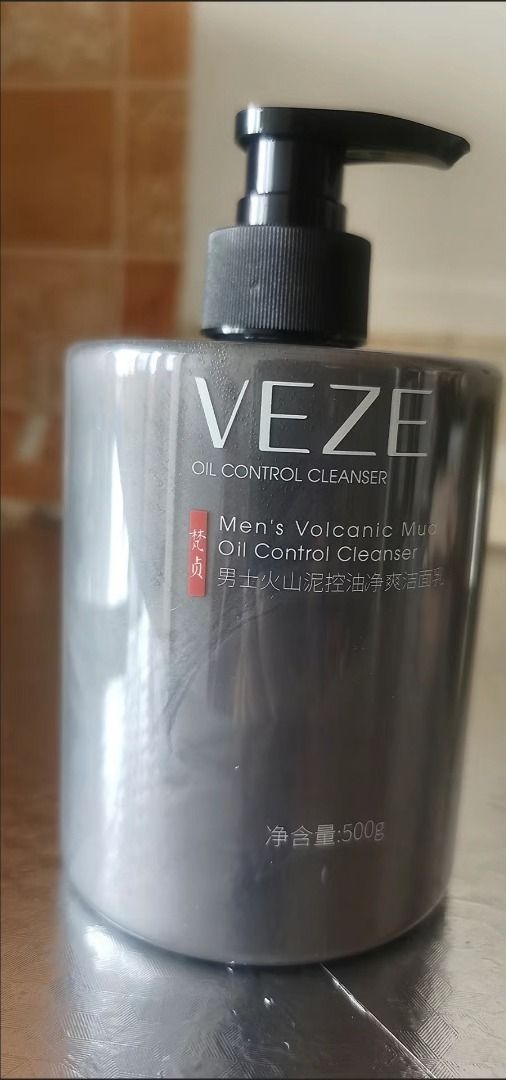 VEZE
OIL CONTROL CLEANSER
梵贞
Men's Volcanic Mud
Oil Control Cleanser
男士火山泥控油净爽洁面乳
净含量:500g